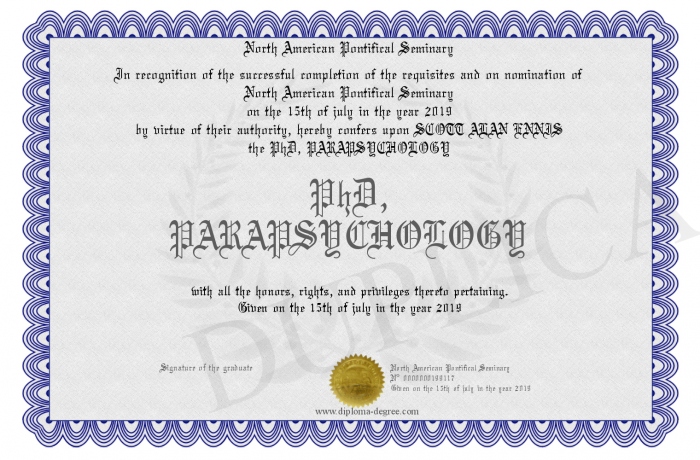 North American Pontifical Seminary
In recognition of the successful completion of the requisites and on nomination of
North American Pontifical Seminary
on the 15th of july in the year 2019
by virtue of their authority, hereby confers upon SCOTT ALAN ENNIS
the PhD, PARAPSYCHOLOGY
PhD,
PARAPSYCHOLOGY
with all the honors, rights, and privileges thereto pertaining.
Given on the 15th of july in the year 2019
DUPLICA
Signature of the graduate
North American Pontifical Seminary
N° 0000000199117
Given on the 15th of july in the year 2019
www.diploma-degree.com